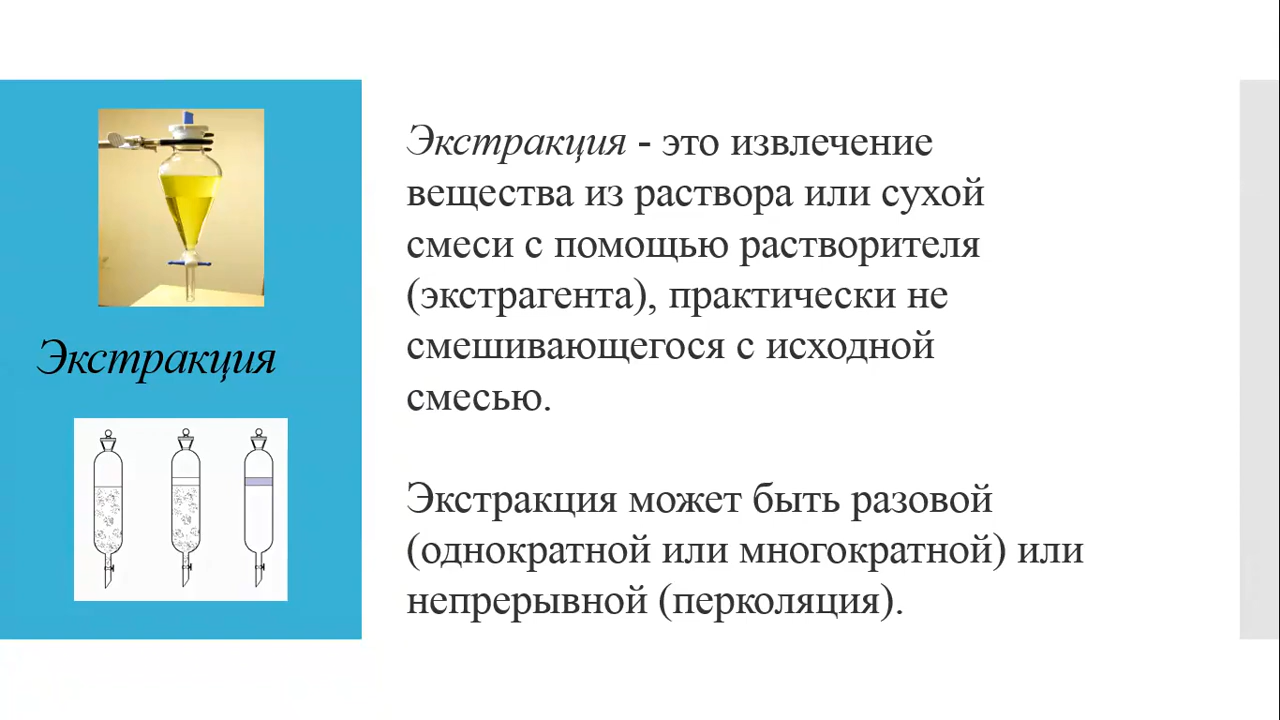 Экстракция
Экстракция - это извлечение
вещества из раствора или сухой
смеси с помощью растворителя
(экстрагента), практически не
смешивающегося с исходной
смесью.
Экстракция может быть разовой
(однократной или многократной) или
непрерывной (перколяция).